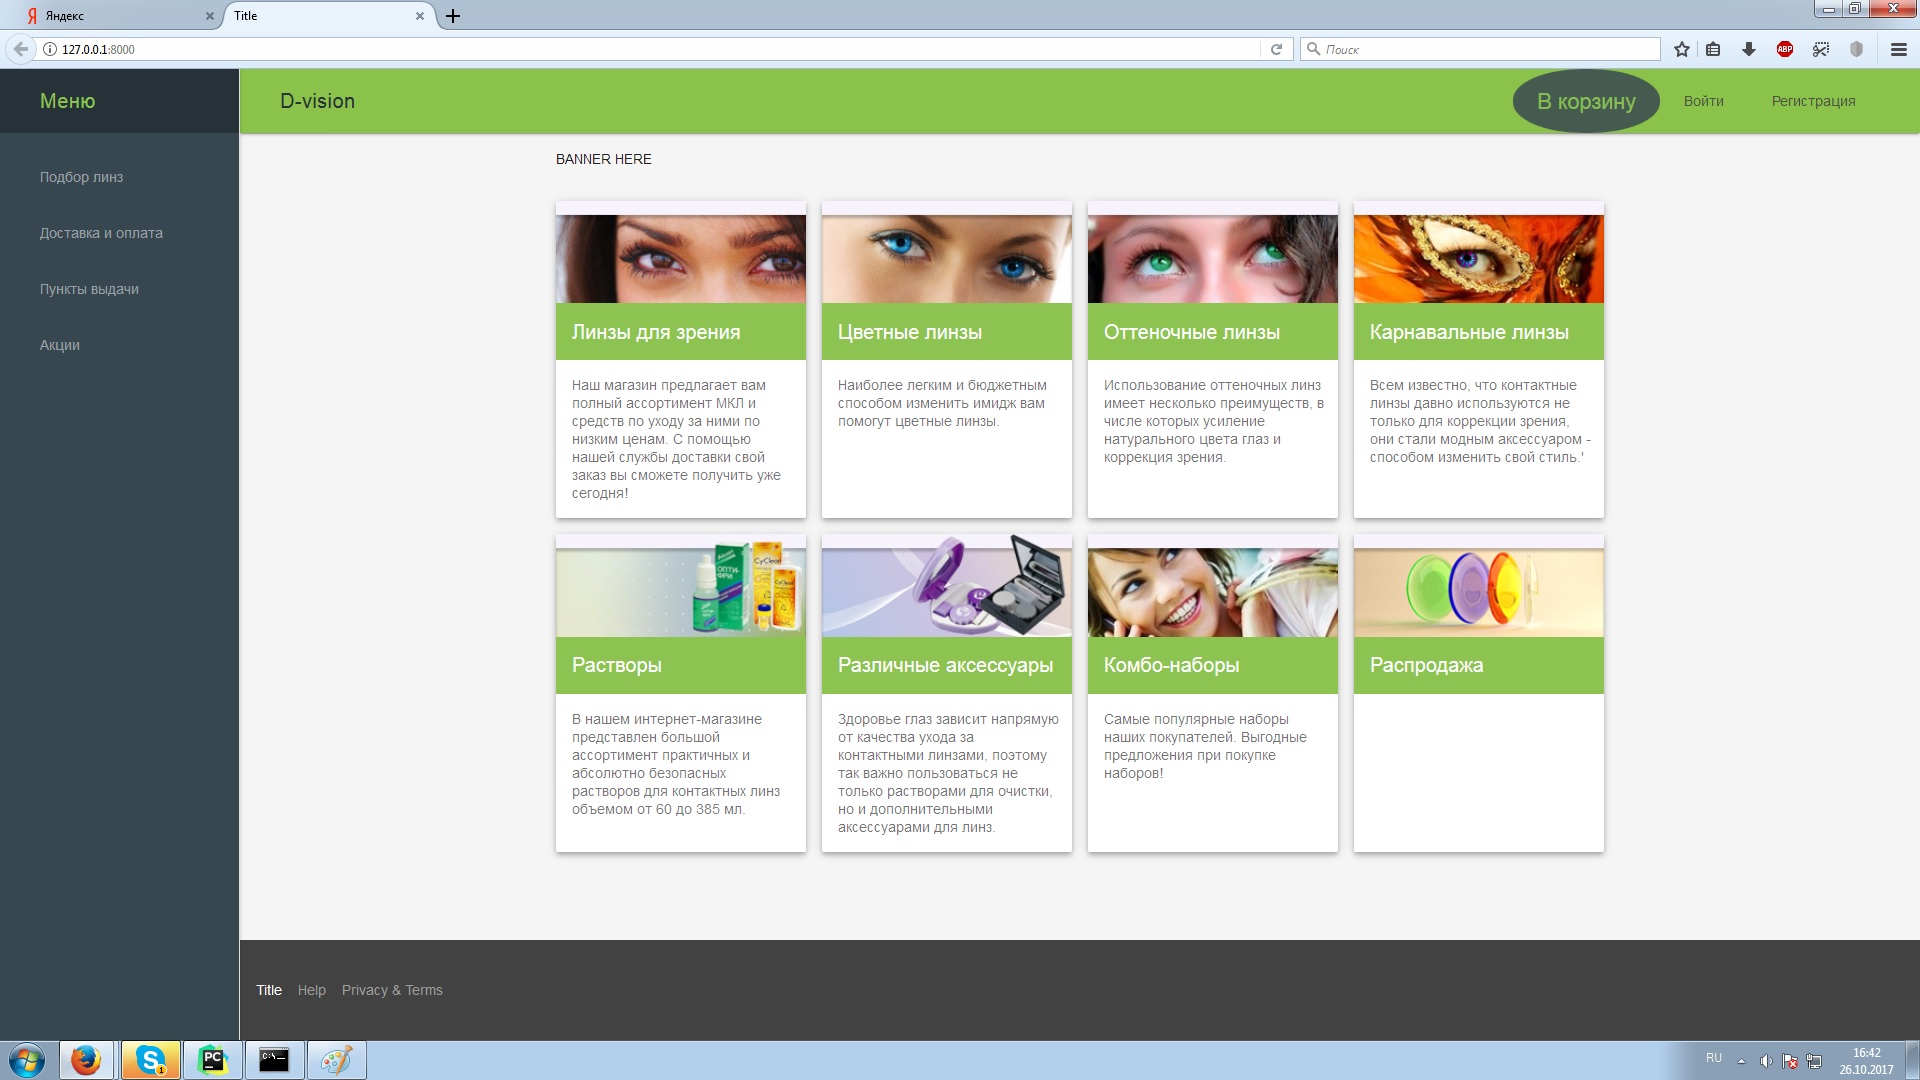 Яндекс
Title
127.0.0.1:8000
Поиск
ABP
Меню
D-vision
В корзину
Войти
Регистрация
Подбор линз
Доставка и оплата
Пункты выдачи
Акции
BANNER HERE
Линзы для зрения
Наш магазин предлагает вам
полный ассортимент МКЛ и
средств по уходу за ними по
низким ценам. С помощью
нашей службы доставки свой
заказ вы сможете получить уже
сегодня!
Цветные линзы
Наиболее легким и бюджетным
способом изменить имидж вам
помогут цветные линзы.
Оттеночные линзы
Использование оттеночных линз
имеет несколько преимуществ, в
числе которых усиление
натурального цвета глаз и
коррекция зрения.
Карнавальные линзы
Всем известно, что контактные
линзы давно используются не
только для коррекции зрения,
они стали модным аксессуаром -
способом изменить свой стиль.'
ОПТИ-
ФРИ
Растворы
В нашем интернет-магазине
представлен большой
ассортимент практичных и
абсолютно безопасных
растворов для контактных линз
объемом от 60 до 385 мл.
Различные аксессуары
Здоровье глаз зависит напрямую
от качества ухода за
контактными линзами, поэтому
так важно пользоваться не
только растворами для очистки,
но и дополнительными
аксессуарами для линз.
Комбо-наборы
Самые популярные наборы
наших покупателей. Выгодные
предложения при покупке
наборов!
Распродажа
Title
Help
Privacy & Terms
PC
C:\
RU
16:42
26.10.2017